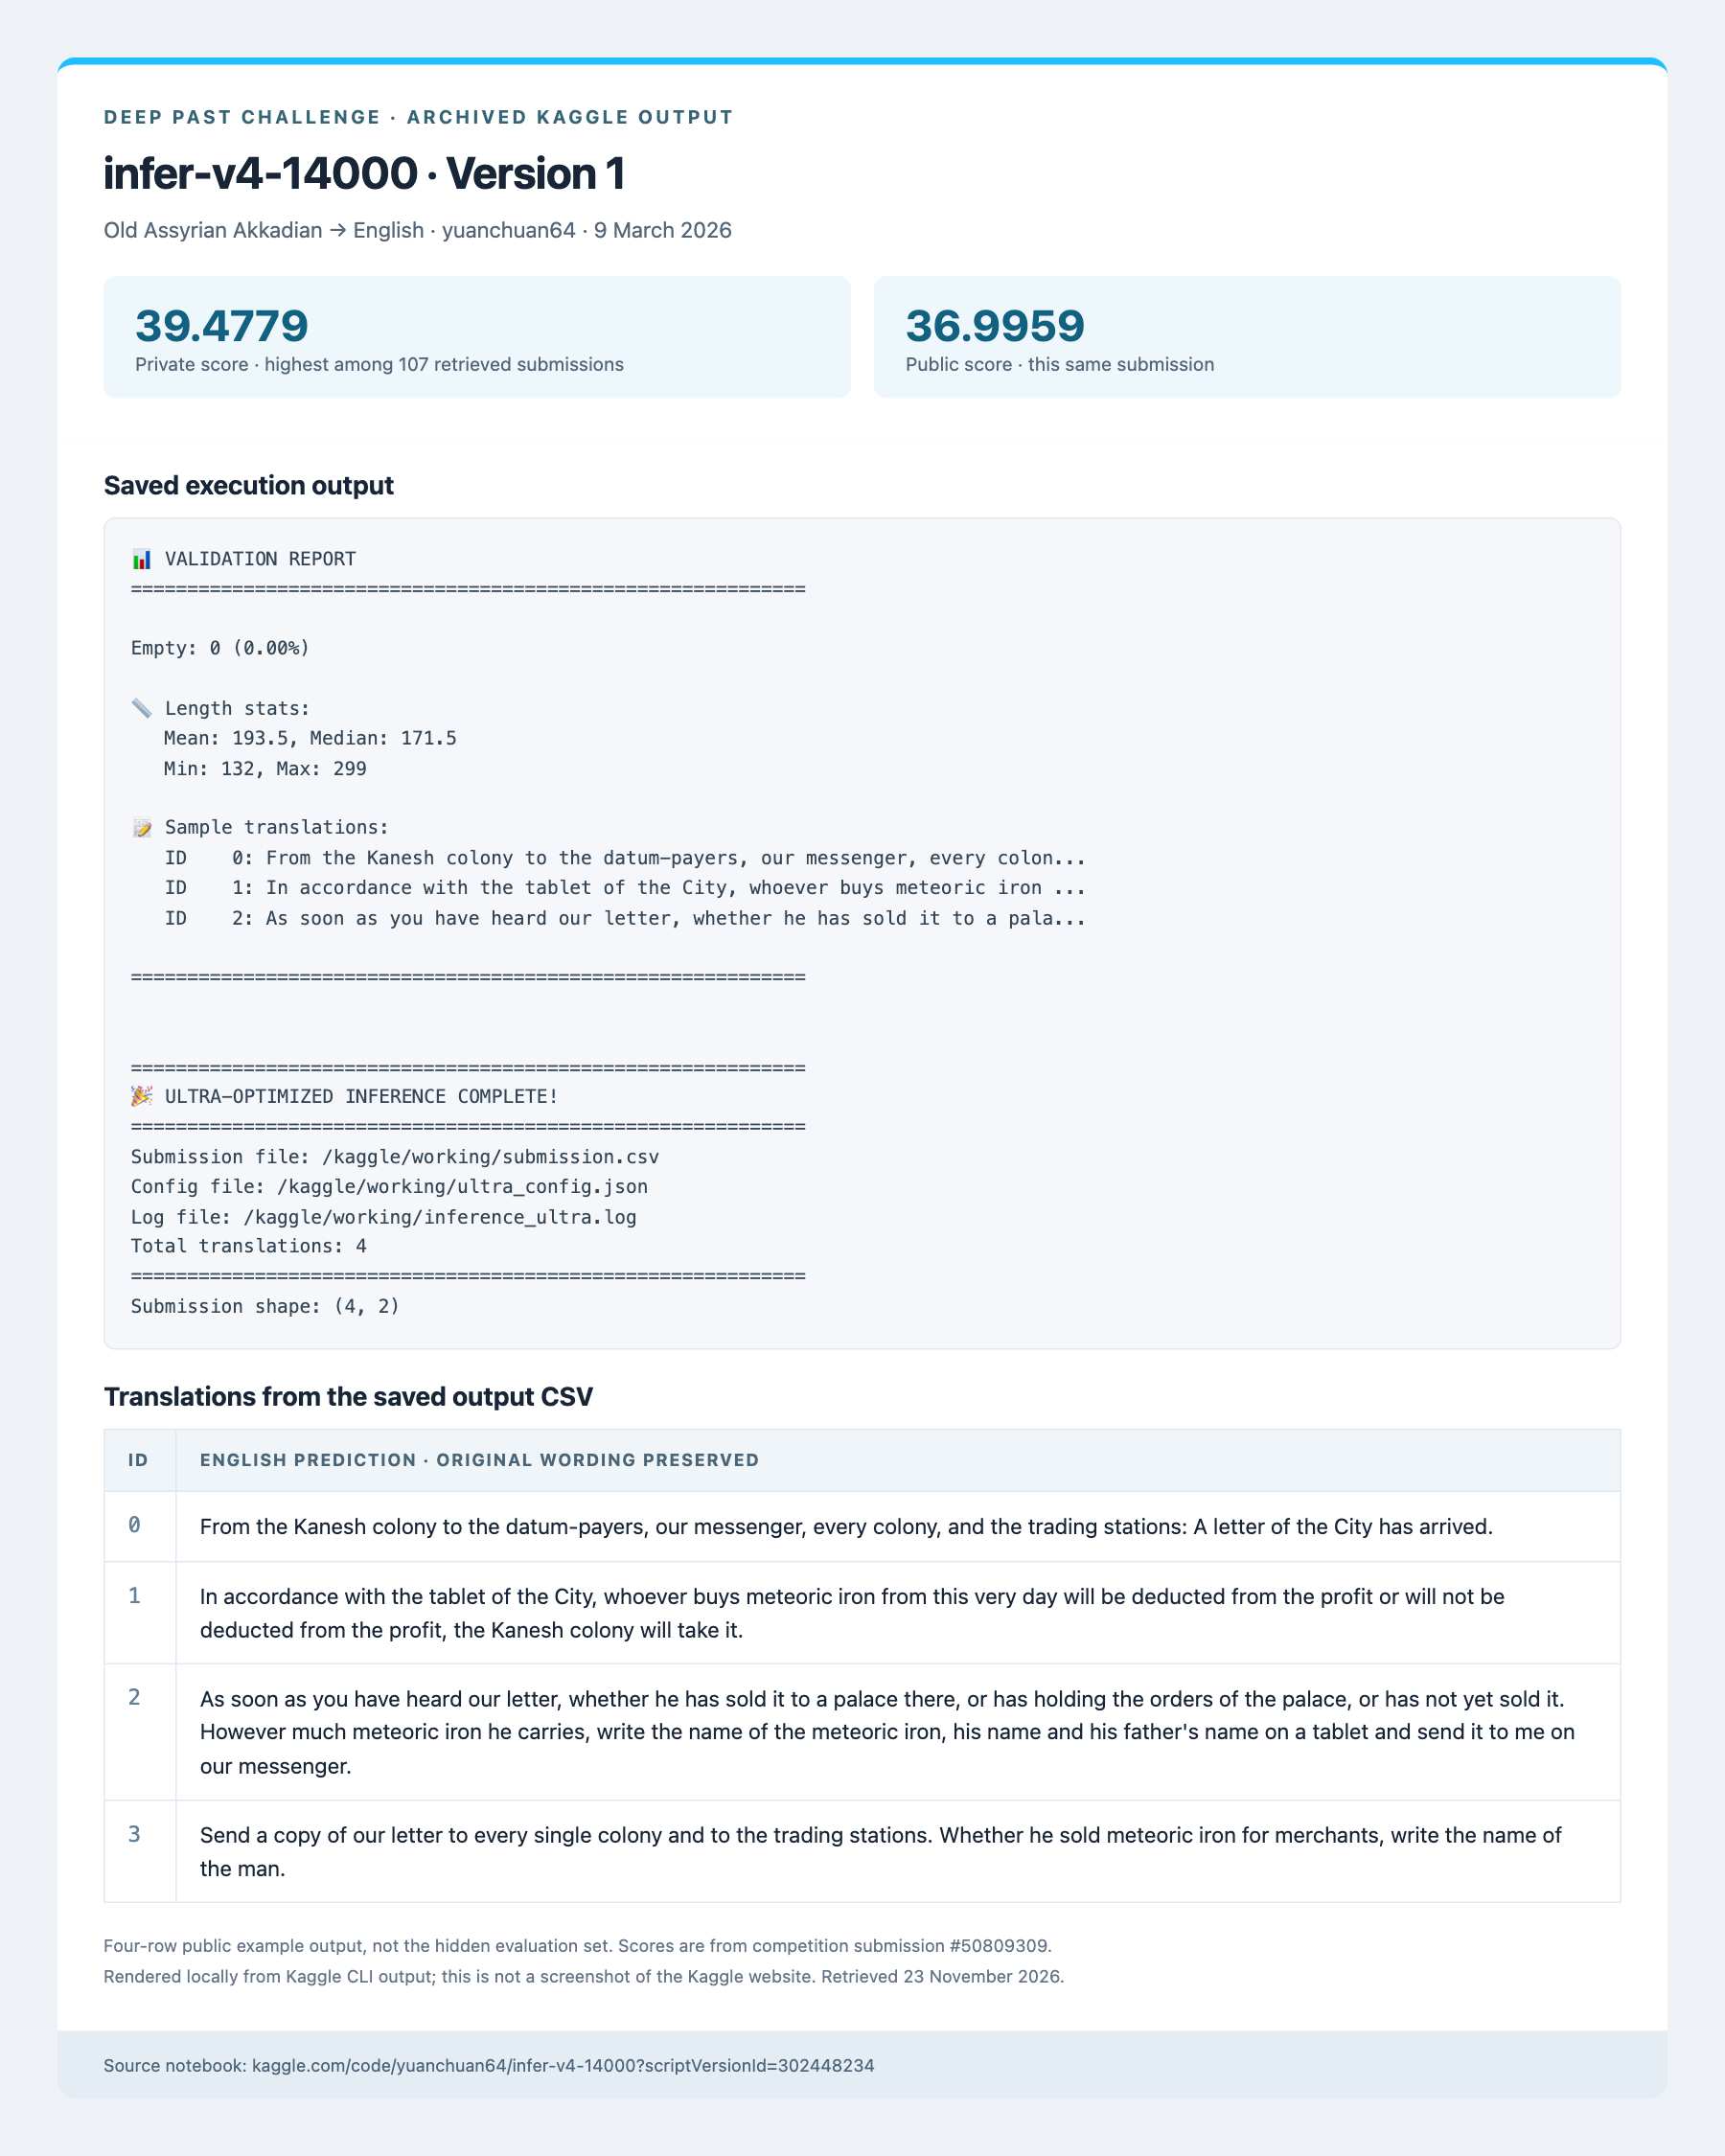 DEEP PAST CHALLENGE · ARCHIVED KAGGLE OUTPUT
infer-v4-14000 · Version 1
Old Assyrian Akkadian → English · yuanchuan64 · 9 March 2026
39.4779
Private score · highest among 107 retrieved submissions
36.9959
Public score · this same submission
Saved execution output
📊 VALIDATION REPORT
============================================================
Empty: 0 (0.00%)
📏 Length stats:
Mean: 193.5, Median: 171.5
Min: 132, Max: 299
📝 Sample translations:
ID    0: From the Kanesh colony to the datum-payers, our messenger, every colon...
ID    1: In accordance with the tablet of the City, whoever buys meteoric iron ...
ID    2: As soon as you have heard our letter, whether he has sold it to a pala...
============================================================
============================================================
🎉 ULTRA-OPTIMIZED INFERENCE COMPLETE!
============================================================
Submission file: /kaggle/working/submission.csv
Config file: /kaggle/working/ultra_config.json
Log file: /kaggle/working/inference_ultra.log
Total translations: 4
============================================================
Submission shape: (4, 2)
Translations from the saved output CSV
ID ENGLISH PREDICTION · ORIGINAL WORDING PRESERVED
0 From the Kanesh colony to the datum-payers, our messenger, every colony, and the trading stations: A letter of the City has arrived.
1 In accordance with the tablet of the City, whoever buys meteoric iron from this very day will be deducted from the profit or will not be
deducted from the profit, the Kanesh colony will take it.
2 As soon as you have heard our letter, whether he has sold it to a palace there, or has holding the orders of the palace, or has not yet sold it.
However much meteoric iron he carries, write the name of the meteoric iron, his name and his father's name on a tablet and send it to me on
our messenger.
3 Send a copy of our letter to every single colony and to the trading stations. Whether he sold meteoric iron for merchants, write the name of
the man.
Four-row public example output, not the hidden evaluation set. Scores are from competition submission #50809309.
Rendered locally from Kaggle CLI output; this is not a screenshot of the Kaggle website. Retrieved 23 November 2026.
Source notebook: kaggle.com/code/yuanchuan64/infer-v4-14000?scriptVersionId=302448234